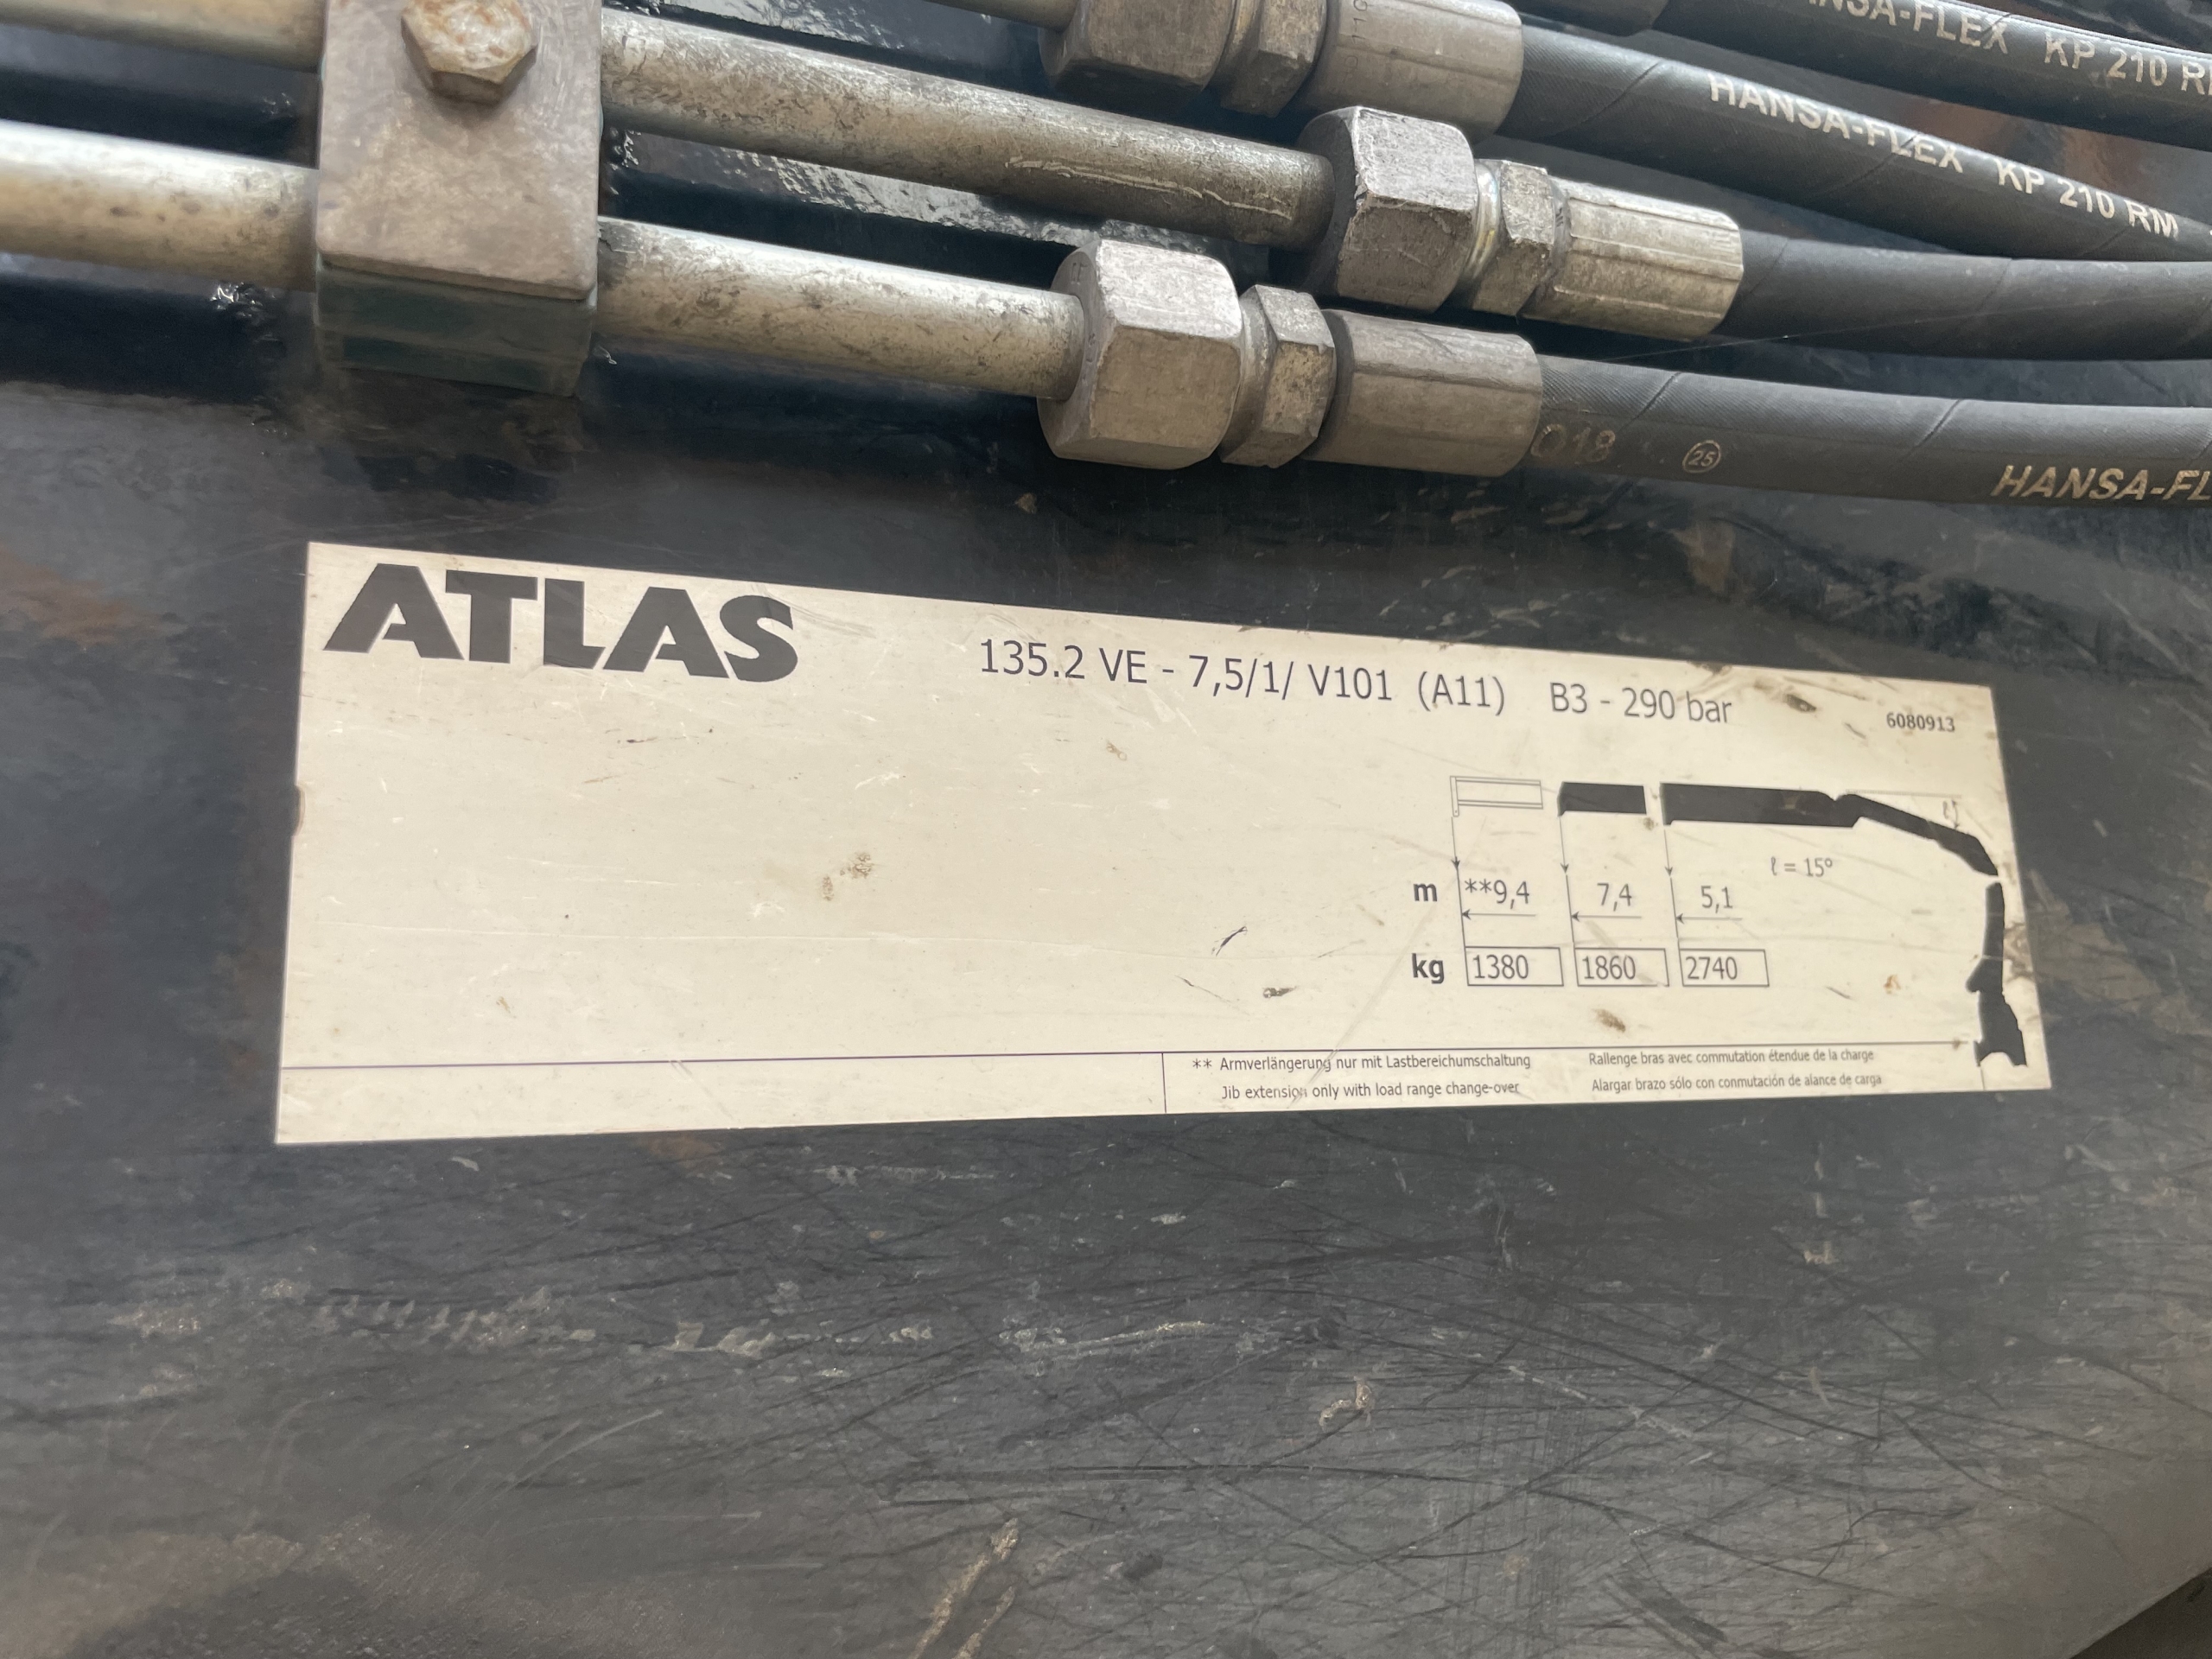 HANSA-FLEX KP 210
HANSA-FLEX KP 210 RM
Q18 25 HANSA-FL
ATLAS
135.2 VE - 7,5/1/ V101 (A11) B3 - 290 bar
6080913
ℓ
ℓ = 15°
m **9,4 7,4 5,1
kg 1380 1860 2740
** Armverlängerung nur mit Lastbereichumschaltung
Jib extension only with load range change-over
Rallenge bras avec commutation étendue de la charge
Alargar brazo sólo con conmutación de alance de carga